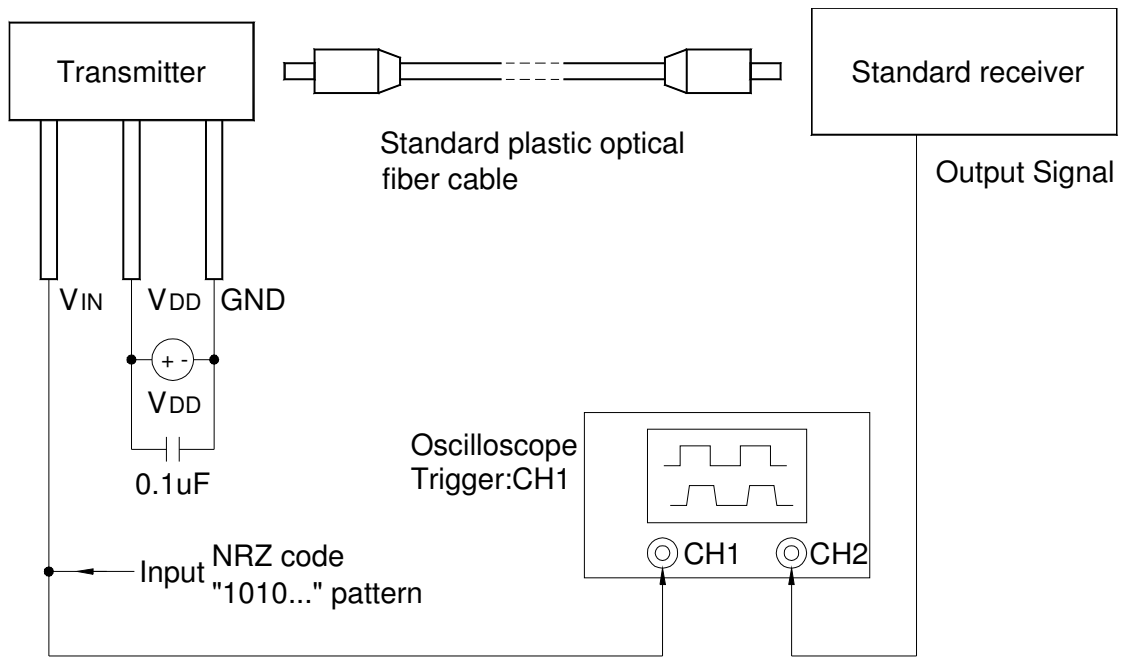 Transmitter
Standard receiver
Standard plastic optical
fiber cable
Output Signal
VIN
VDD
GND
+ -
VDD
0.1uF
Oscilloscope
Trigger:CH1
CH1
CH2
Input
NRZ code
"1010..." pattern